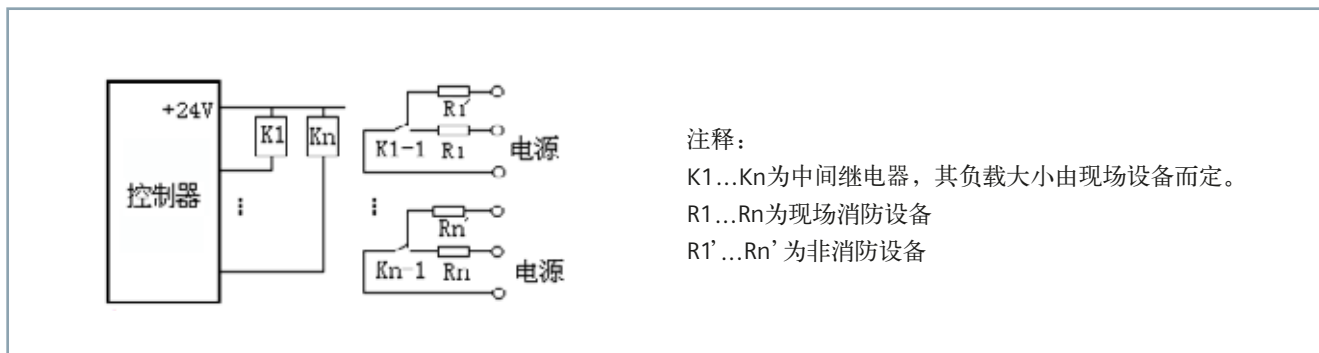 +24V
K1
Kn
控制器
R1′
K1-1
R1
电源
Rn′
Kn-1
Rn
电源
注释：
K1...Kn为中间继电器，其负载大小由现场设备而定。
R1...Rn为现场消防设备
R1’...Rn’为非消防设备